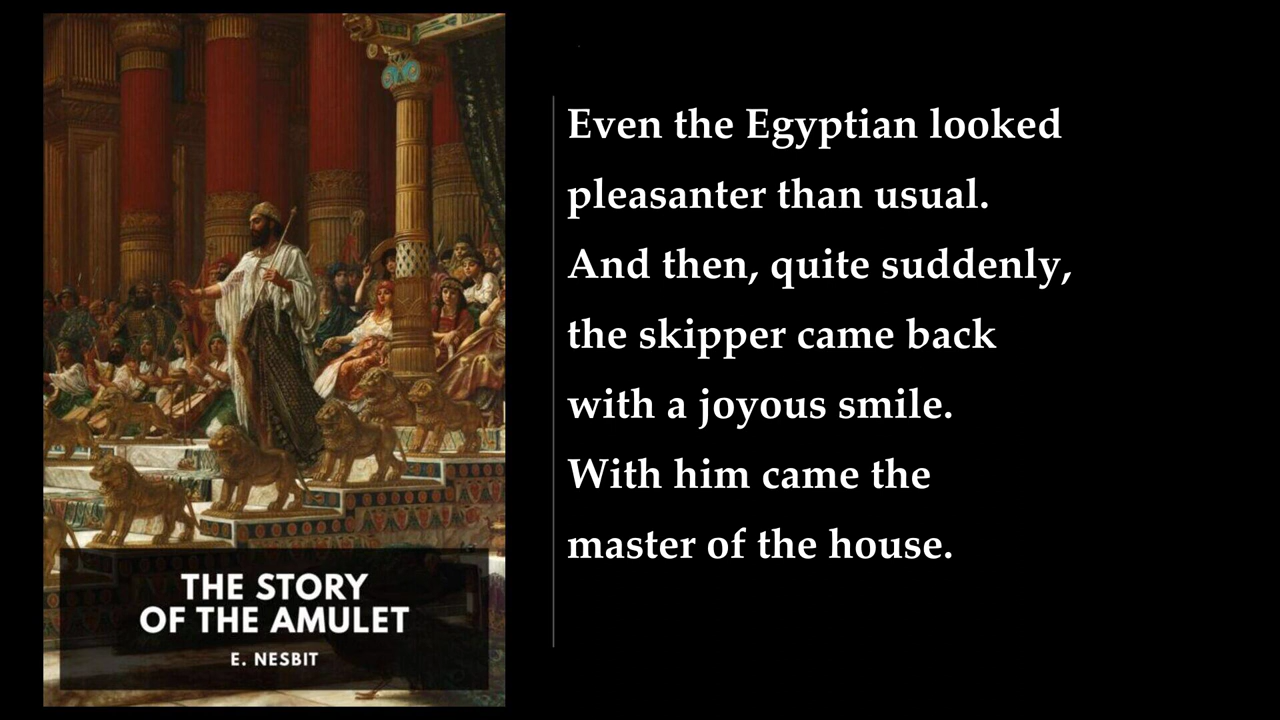 THE STORY
OF THE AMULET
E. NESBIT
Even the Egyptian looked
pleasanter than usual.
And then, quite suddenly,
the skipper came back
with a joyous smile.
With him came the
master of the house.